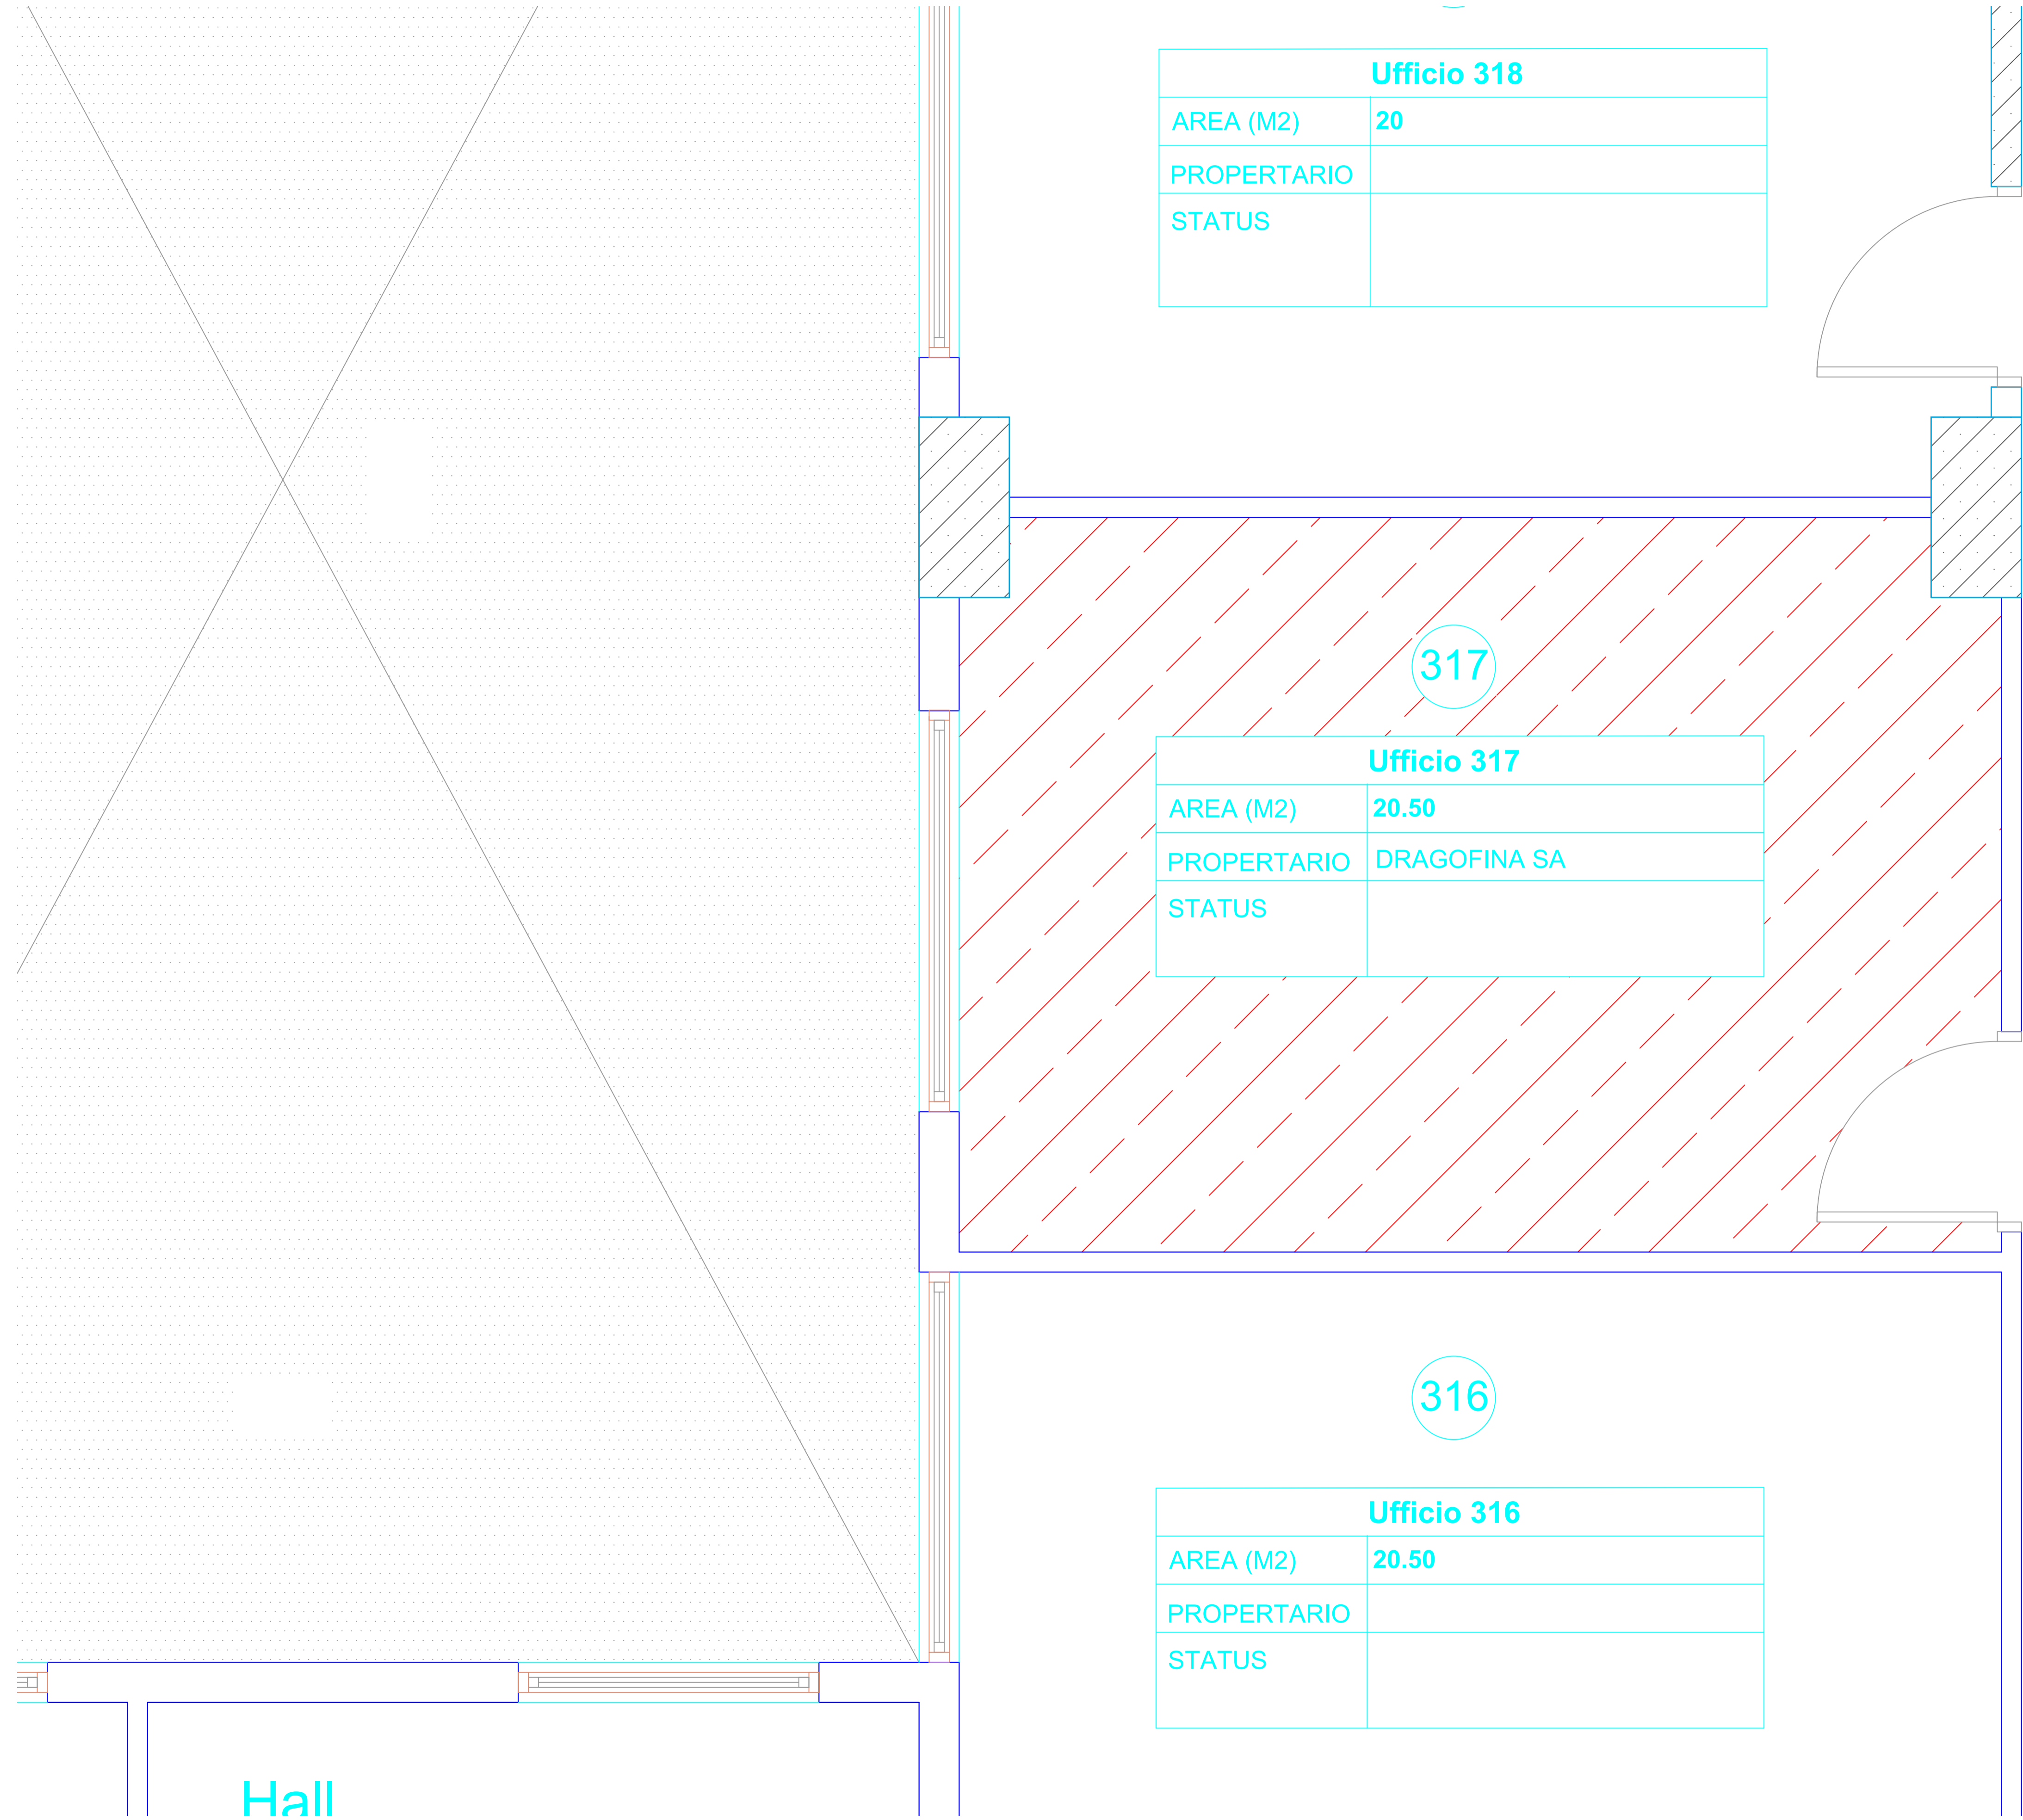 Ufficio 318
AREA (M2) 20
PROPERTARIO
STATUS
317
Ufficio 317
AREA (M2) 20.50
PROPERTARIO DRAGOFINA SA
STATUS
316
Ufficio 316
AREA (M2) 20.50
PROPERTARIO
STATUS
Hall